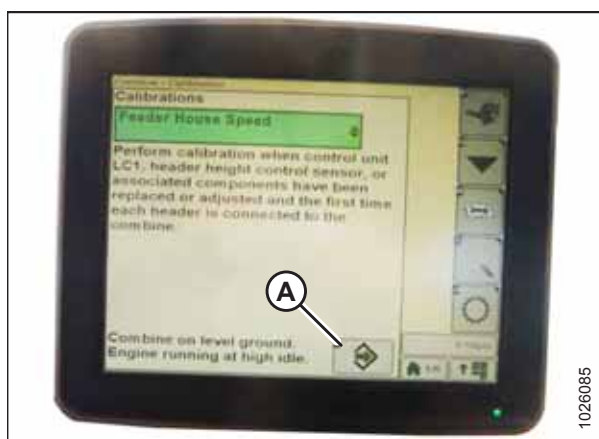 Combine - Calibration
Calibrations
Feeder House Speed
Perform calibration when control unit
LC1, header height control sensor, or
associated components have been
replaced or adjusted and the first time
each header is connected to the
combine.
A
Combine on level ground.
Engine running at high idle.
1026085